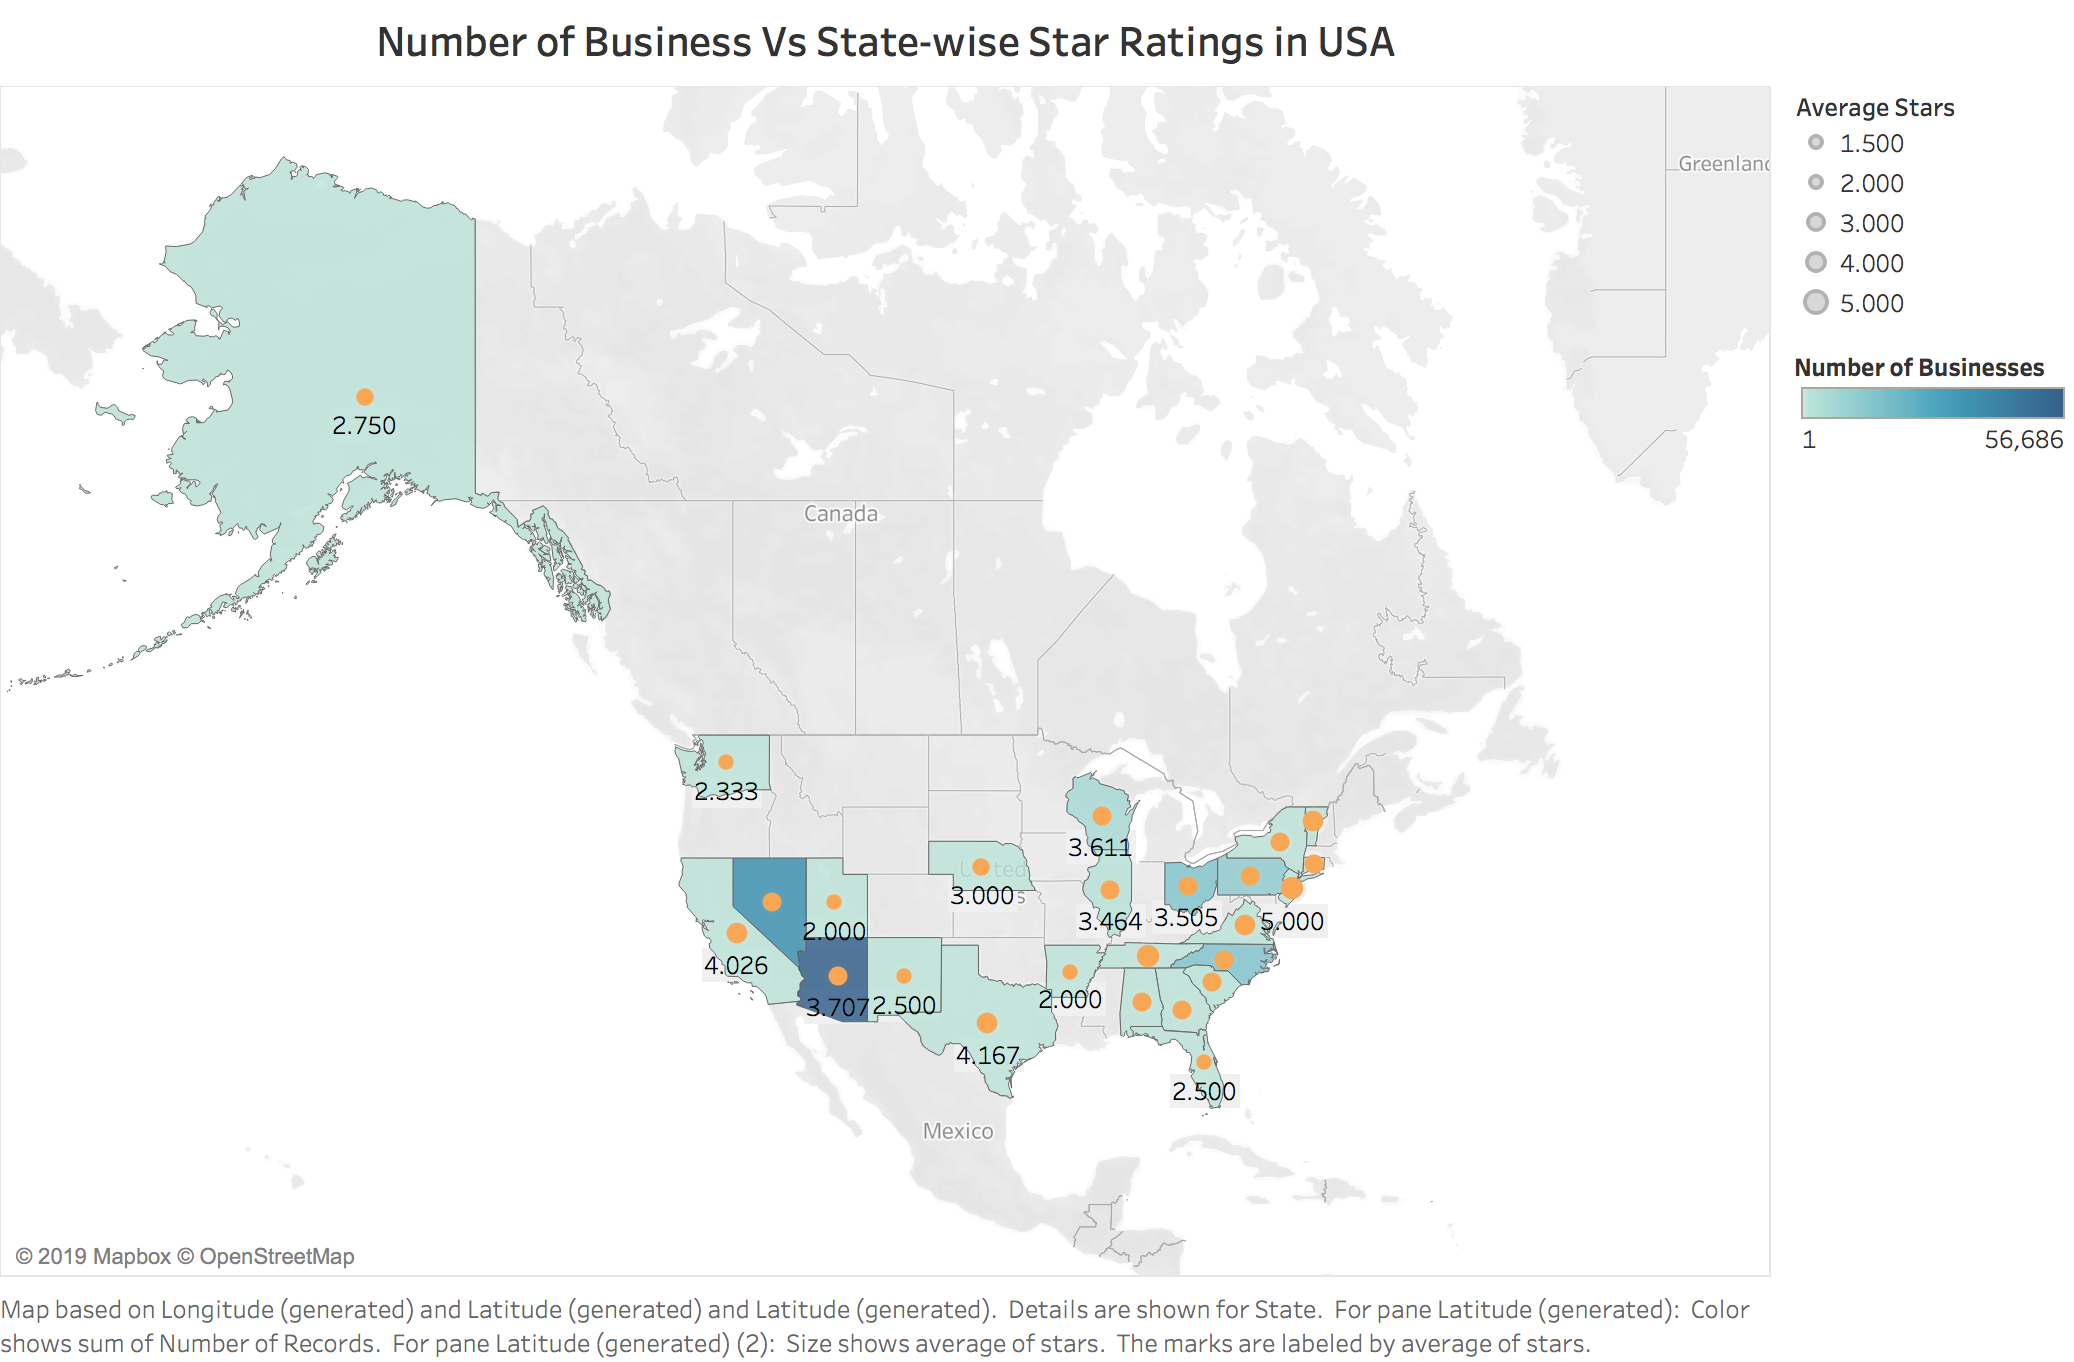 Number of Business Vs State-wise Star Ratings in USA
Average Stars
1.500
2.000
3.000
4.000
5.000
Number of Businesses
1 56,686
Greenland
Canada
2.750
2.333
3.611
3.000
3.464
3.505
5.000
2.000
4.026
3.707
2.500
2.000
4.167
2.500
Mexico
© 2019 Mapbox © OpenStreetMap
Map based on Longitude (generated) and Latitude (generated) and Latitude (generated). Details are shown for State. For pane Latitude (generated): Color
shows sum of Number of Records. For pane Latitude (generated) (2): Size shows average of stars. The marks are labeled by average of stars.